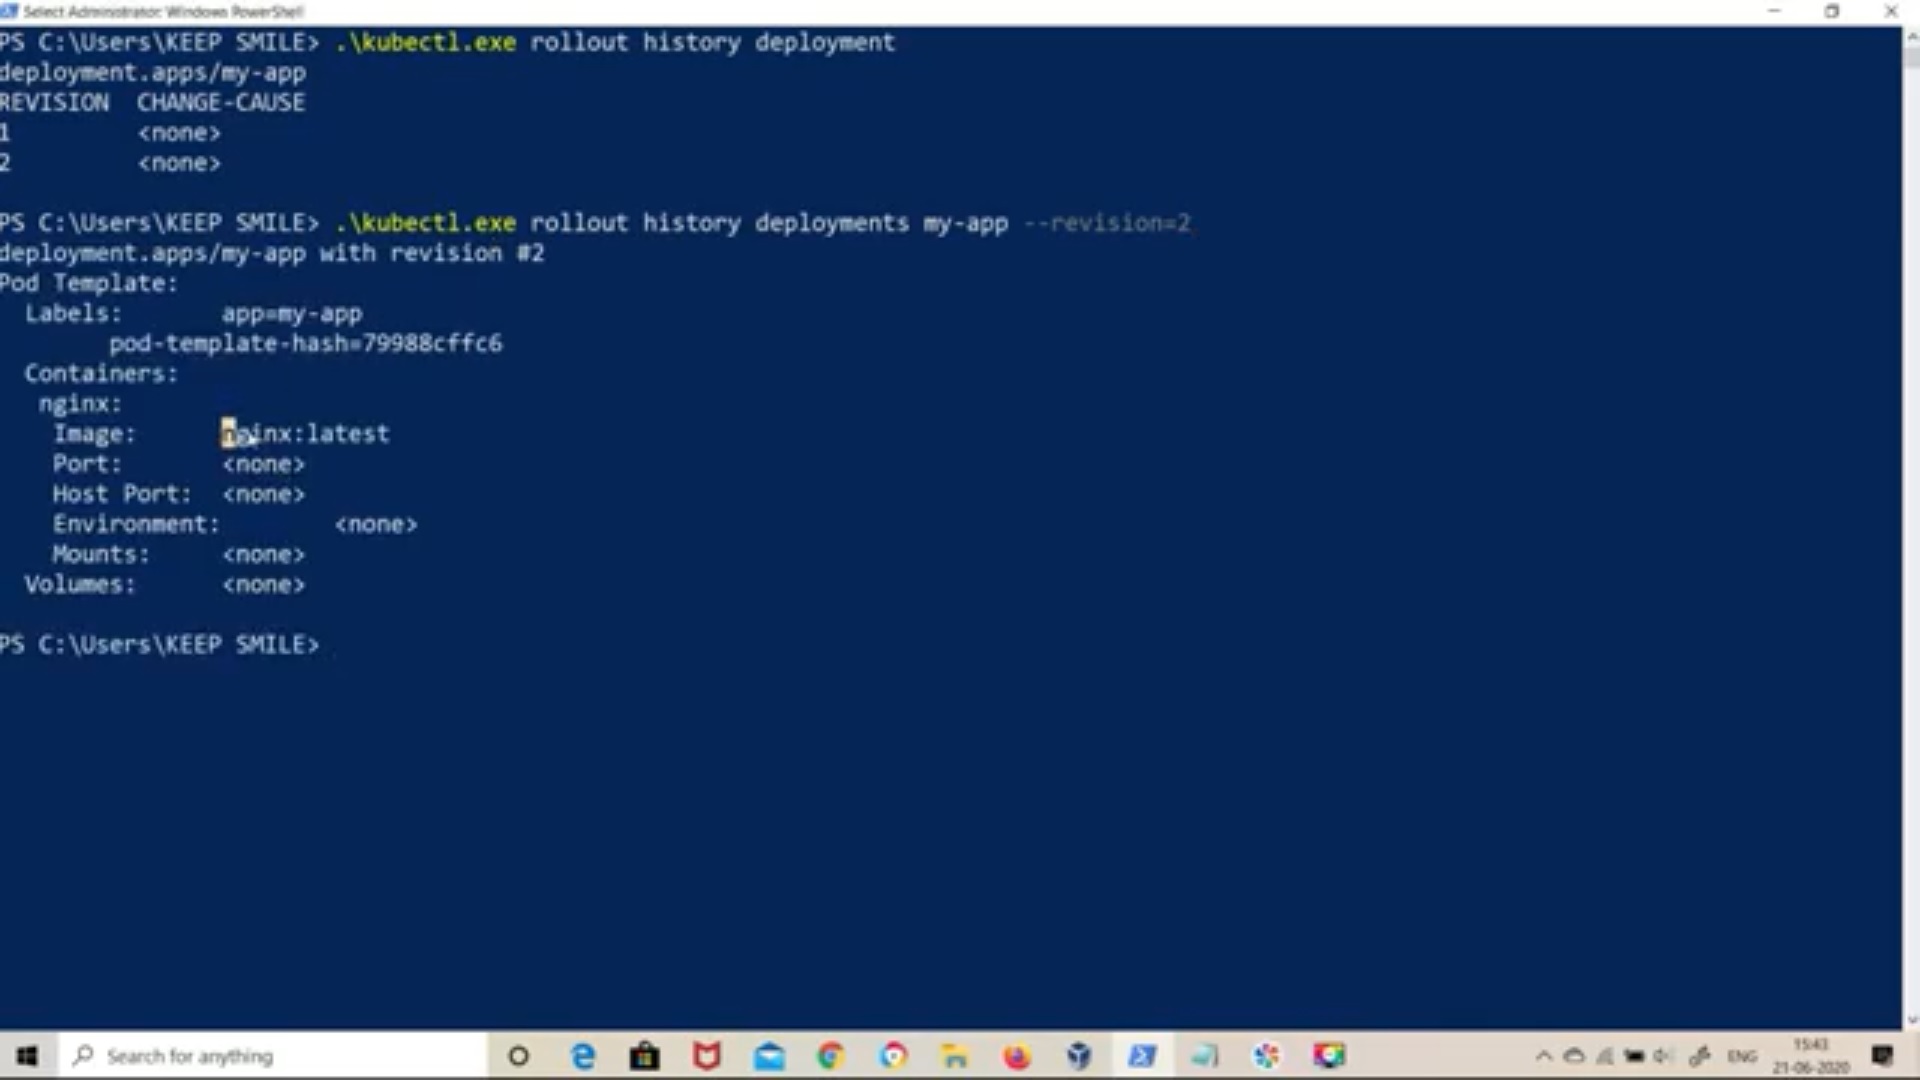 Select Administrator: Windows PowerShell
PS C:\Users\KEEP SMILE> .\kubectl.exe rollout history deployment
deployment.apps/my-app
REVISION  CHANGE-CAUSE
1         <none>
2         <none>
PS C:\Users\KEEP SMILE> .\kubectl.exe rollout history deployments my-app --revision=2
deployment.apps/my-app with revision #2
Pod Template:
  Labels:       app=my-app
        pod-template-hash=79988cffc6
  Containers:
   nginx:
    Image:      nginx:latest
    Port:       <none>
    Host Port:  <none>
    Environment:        <none>
    Mounts:     <none>
  Volumes:      <none>
PS C:\Users\KEEP SMILE>
Search for anything
ENG
15:43
21-06-2020